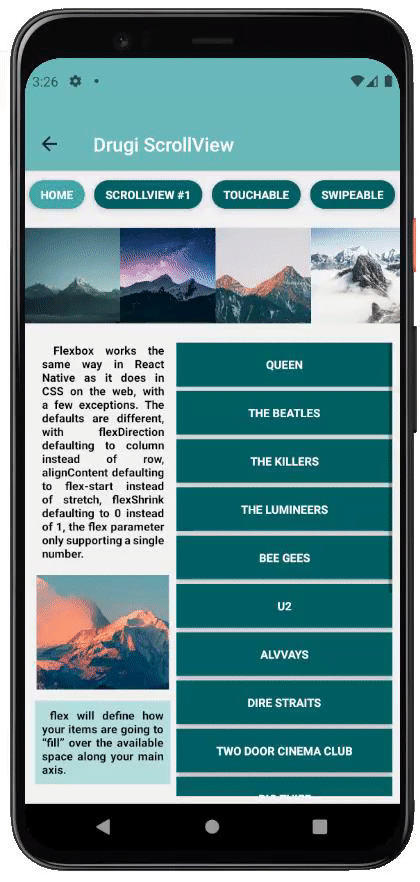 3:26
Drugi ScrollView
HOME
SCROLLVIEW #1
TOUCHABLE
SWIPEABLE
Flexbox works the
same way in React
Native as it does in
CSS on the web, with
a few exceptions. The
defaults are different,
with flexDirection
defaulting to column
instead of row,
alignContent defaulting
to flex-start instead
of stretch, flexShrink
defaulting to 0 instead
of 1, the flex parameter
only supporting a single
number.
flex will define how
your items are going to
“fill” over the available
space along your main
axis.
QUEEN
THE BEATLES
THE KILLERS
THE LUMINEERS
BEE GEES
U2
ALVVAYS
DIRE STRAITS
TWO DOOR CINEMA CLUB